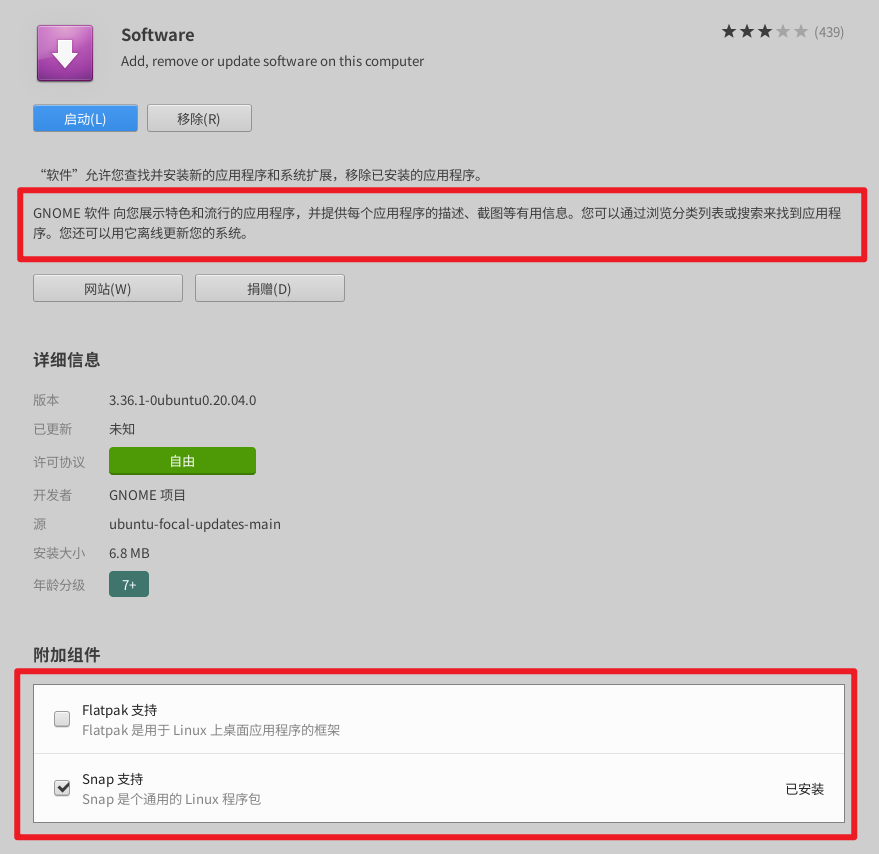 Software
★★★★★ (439)
Add, remove or update software on this computer
启动(L)
移除(R)
“软件”允许您查找并安装新的应用程序和系统扩展，移除已安装的应用程序。
GNOME 软件 向您展示特色和流行的应用程序，并提供每个应用程序的描述、截图等有用信息。您可以通过浏览分类列表或搜索来找到应用程
序。您还可以用它离线更新您的系统。
网站(W)
捐赠(D)
详细信息
版本 3.36.1-0ubuntu0.20.04.0
已更新 未知
许可协议 自由
开发者 GNOME 项目
源 ubuntu-focal-updates-main
安装大小 6.8 MB
年龄分级 7+
附加组件
Flatpak 支持
Flatpak 是用于 Linux 上桌面应用程序的框架
Snap 支持
Snap 是个通用的 Linux 程序包
已安装